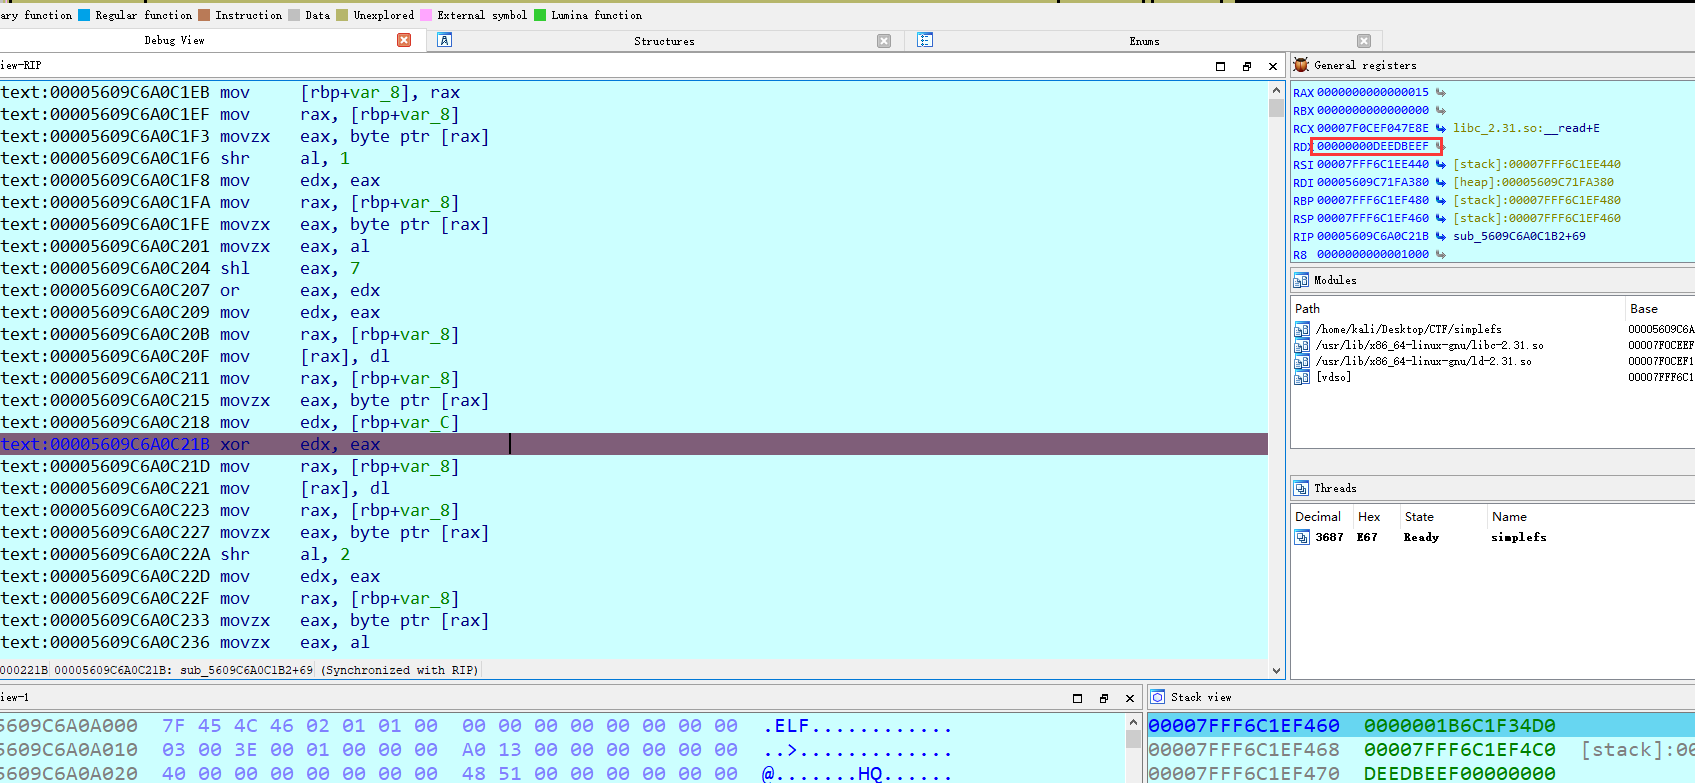 ary function Regular function Instruction Data Unexplored External symbol Lumina function
Debug View Structures Enums
iew-RIP
text:00005609C6A0C1EB mov [rbp+var_8], rax
text:00005609C6A0C1EF mov rax, [rbp+var_8]
text:00005609C6A0C1F3 movzx eax, byte ptr [rax]
text:00005609C6A0C1F6 shr al, 1
text:00005609C6A0C1F8 mov edx, eax
text:00005609C6A0C1FA mov rax, [rbp+var_8]
text:00005609C6A0C1FE movzx eax, byte ptr [rax]
text:00005609C6A0C201 movzx eax, al
text:00005609C6A0C204 shl eax, 7
text:00005609C6A0C207 or eax, edx
text:00005609C6A0C209 mov edx, eax
text:00005609C6A0C20B mov rax, [rbp+var_8]
text:00005609C6A0C20F mov [rax], dl
text:00005609C6A0C211 mov rax, [rbp+var_8]
text:00005609C6A0C215 movzx eax, byte ptr [rax]
text:00005609C6A0C218 mov edx, [rbp+var_C]
text:00005609C6A0C21B xor edx, eax
text:00005609C6A0C21D mov rax, [rbp+var_8]
text:00005609C6A0C221 mov [rax], dl
text:00005609C6A0C223 mov rax, [rbp+var_8]
text:00005609C6A0C227 movzx eax, byte ptr [rax]
text:00005609C6A0C22A shr al, 2
text:00005609C6A0C22D mov edx, eax
text:00005609C6A0C22F mov rax, [rbp+var_8]
text:00005609C6A0C233 movzx eax, byte ptr [rax]
text:00005609C6A0C236 movzx eax, al
000221B 00005609C6A0C21B: sub_5609C6A0C1B2+69 (Synchronized with RIP)
General registers
RAX 0000000000000015
RBX 0000000000000000
RCX 00007F0CEF047E8E libc_2.31.so:__read+E
RDX 00000000DEEDBEEF
RSI 00007FFF6C1EE440 [stack]:00007FFF6C1EE440
RDI 00005609C71FA380 [heap]:00005609C71FA380
RBP 00007FFF6C1EF480 [stack]:00007FFF6C1EF480
RSP 00007FFF6C1EF460 [stack]:00007FFF6C1EF460
RIP 00005609C6A0C21B sub_5609C6A0C1B2+69
R8 0000000000001000
Modules
Path Base
/home/kali/Desktop/CTF/simplefs 00005609C6A
/usr/lib/x86_64-linux-gnu/libc-2.31.so 00007F0CEEF
/usr/lib/x86_64-linux-gnu/ld-2.31.so 00007F0CEF1
[vdso] 00007FFF6C1
Threads
Decimal Hex State Name
3687 E67 Ready simplefs
iew-1
5609C6A0A000 7F 45 4C 46 02 01 01 00 00 00 00 00 00 00 00 00 .ELF............
5609C6A0A010 03 00 3E 00 01 00 00 00 A0 13 00 00 00 00 00 00 ..>.............
5609C6A0A020 40 00 00 00 00 00 00 00 48 51 00 00 00 00 00 00 @.......HQ......
Stack view
00007FFF6C1EF460 0000001B6C1F34D0
00007FFF6C1EF468 00007FFF6C1EF4C0 [stack]:00
00007FFF6C1EF470 DEEDBEEF00000000